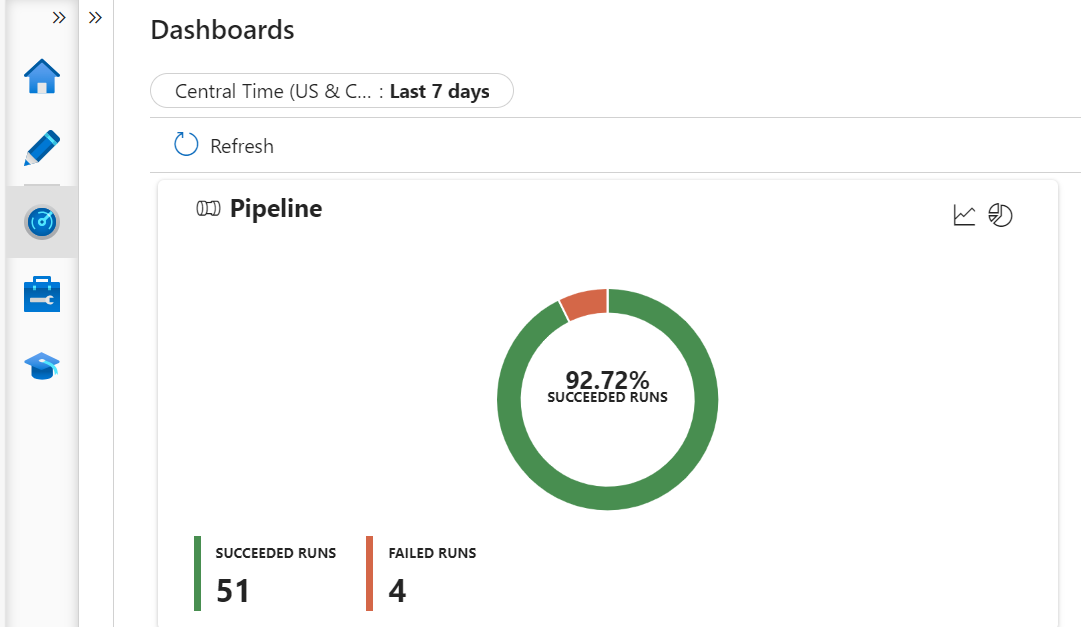 Dashboards
Central Time (US & C... : Last 7 days
Refresh
Pipeline
92.72%
SUCCEEDED RUNS
SUCCEEDED RUNS
51
FAILED RUNS
4